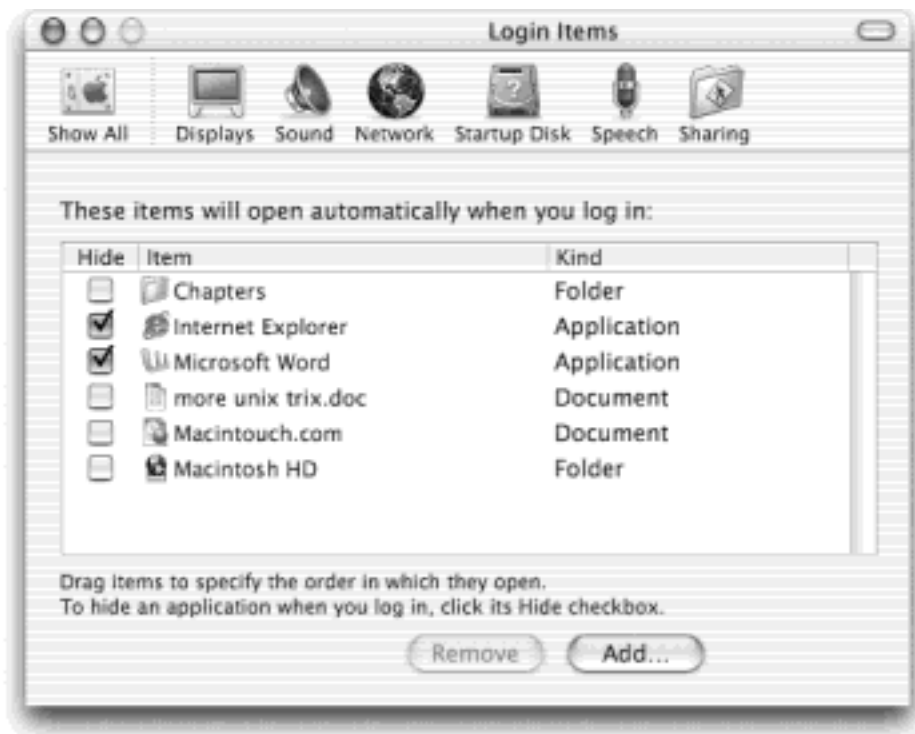 Login Items
Show All Displays Sound Network Startup Disk Speech Sharing
These items will open automatically when you log in:
Hide Item Kind
Chapters Folder
Internet Explorer Application
Microsoft Word Application
more unix trix.doc Document
Macintouch.com Document
Macintosh HD Folder
Drag items to specify the order in which they open.
To hide an application when you log in, click its Hide checkbox.
Remove Add...